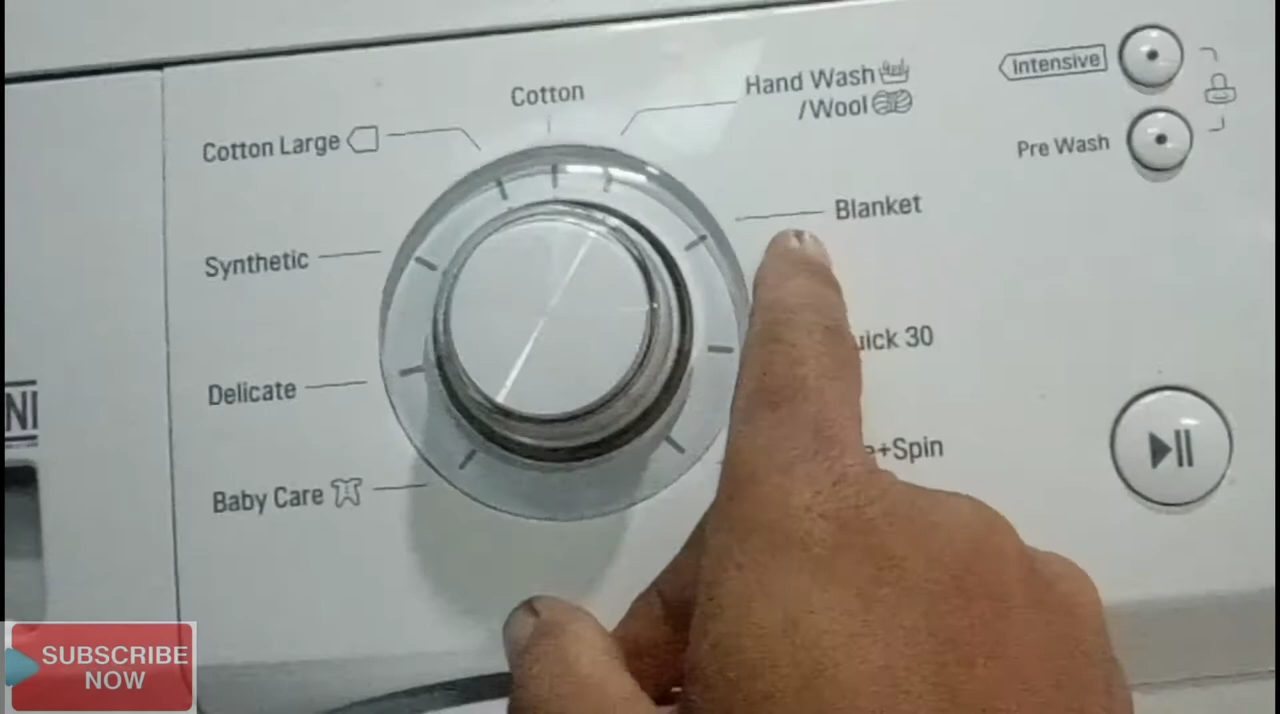 Cotton
Hand Wash
/Wool
Intensive
Cotton Large
Pre Wash
Blanket
Synthetic
uick 30
Delicate
+Spin
Baby Care
NI
SUBSCRIBE
NOW